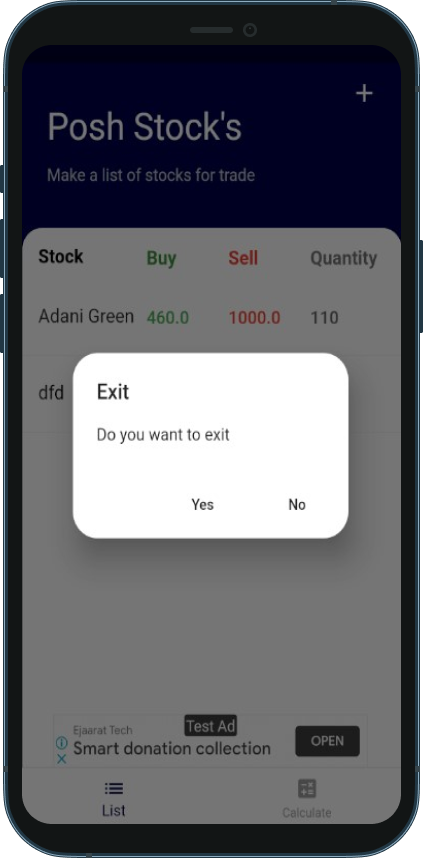 Posh Stock's
Make a list of stocks for trade
Stock Buy Sell Quantity
Adani Green 460.0 1000.0 110
dfd
Exit
Do you want to exit
Yes No
Ejaarat Tech
Test Ad
Smart donation collection
OPEN
List Calculate